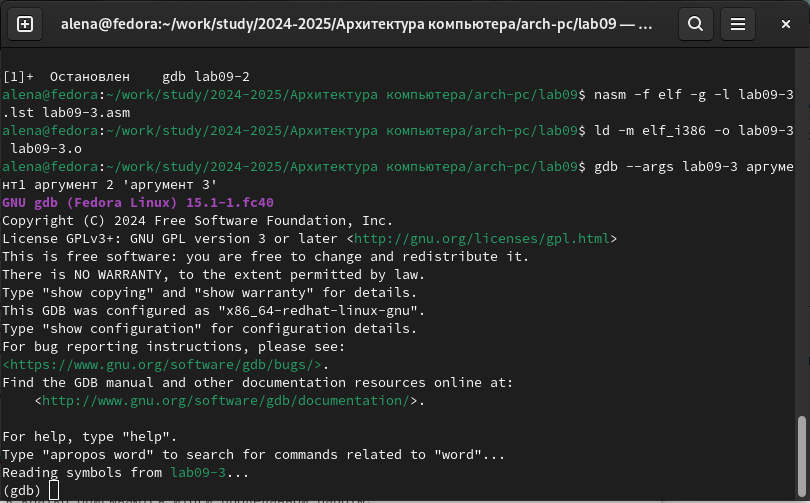 alena@fedora:~/work/study/2024-2025/Архитектура компьютера/arch-pc/lab09 — ...
[1]+  Остановлен    gdb lab09-2
alena@fedora:~/work/study/2024-2025/Архитектура компьютера/arch-pc/lab09$ nasm -f elf -g -l lab09-3
.lst lab09-3.asm
alena@fedora:~/work/study/2024-2025/Архитектура компьютера/arch-pc/lab09$ ld -m elf_i386 -o lab09-3
 lab09-3.o
alena@fedora:~/work/study/2024-2025/Архитектура компьютера/arch-pc/lab09$ gdb --args lab09-3 аргуме
нт1 аргумент 2 'аргумент 3'
GNU gdb (Fedora Linux) 15.1-1.fc40
Copyright (C) 2024 Free Software Foundation, Inc.
License GPLv3+: GNU GPL version 3 or later <http://gnu.org/licenses/gpl.html>
This is free software: you are free to change and redistribute it.
There is NO WARRANTY, to the extent permitted by law.
Type "show copying" and "show warranty" for details.
This GDB was configured as "x86_64-redhat-linux-gnu".
Type "show configuration" for configuration details.
For bug reporting instructions, please see:
<https://www.gnu.org/software/gdb/bugs/>.
Find the GDB manual and other documentation resources online at:
    <http://www.gnu.org/software/gdb/documentation/>.
For help, type "help".
Type "apropos word" to search for commands related to "word"...
Reading symbols from lab09-3...
(gdb)